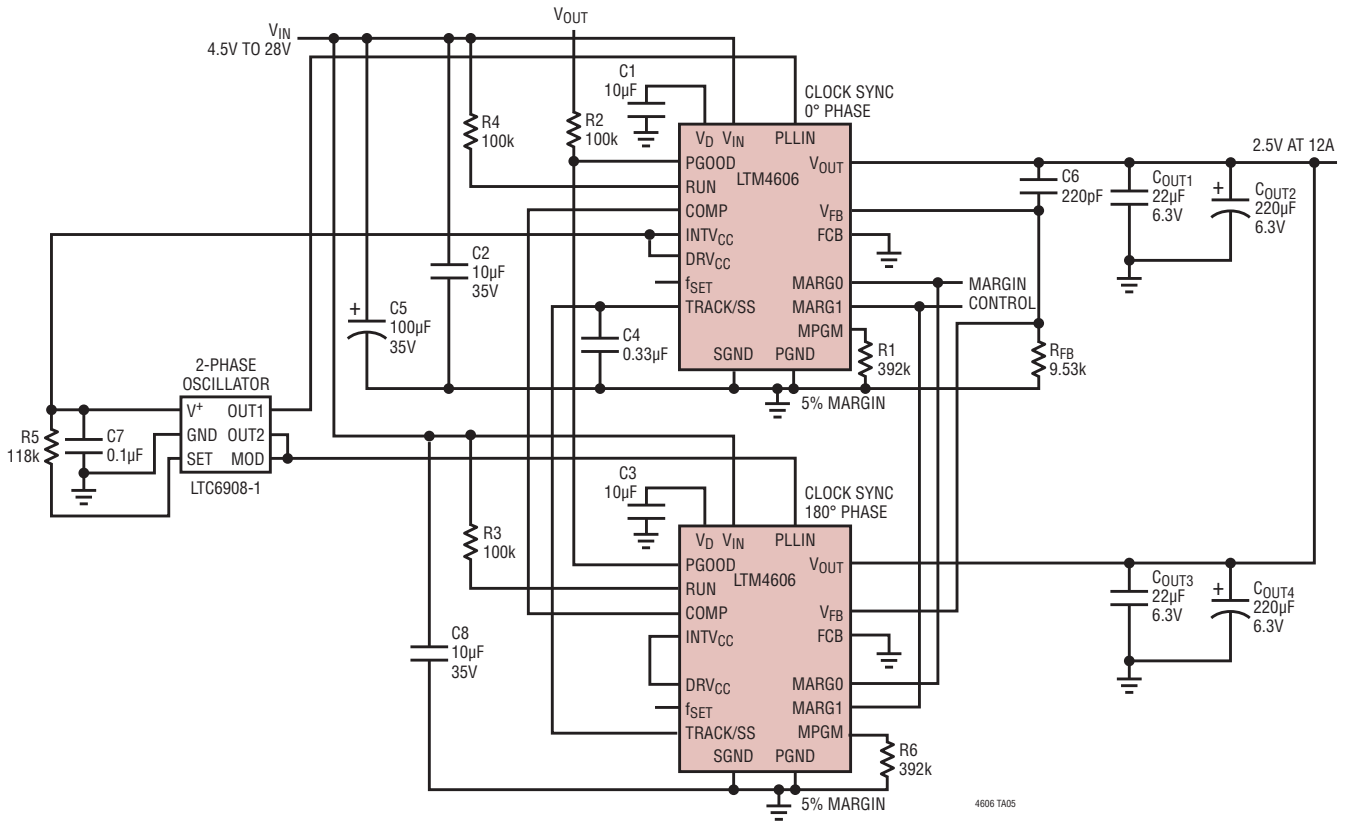 VIN
4.5V TO 28V
VOUT
C1
10µF
CLOCK SYNC
0° PHASE
R4
100k
R2
100k
VD VIN PLLIN
PGOOD VOUT
LTM4606
RUN
COMP VFB
INTVCC FCB
DRVCC
fSET MARG0
TRACK/SS MARG1
MPGM
SGND PGND
2.5V AT 12A
C6
220pF
COUT1
22µF
6.3V
+
COUT2
220µF
6.3V
MARGIN
CONTROL
C2
10µF
35V
+
C5
100µF
35V
C4
0.33µF
R1
392k
RFB
9.53k
5% MARGIN
2-PHASE
OSCILLATOR
V+ OUT1
GND OUT2
SET MOD
LTC6908-1
R5
118k
C7
0.1µF
C3
10µF
CLOCK SYNC
180° PHASE
R3
100k
VD VIN PLLIN
PGOOD VOUT
LTM4606
RUN
COMP VFB
INTVCC FCB
DRVCC MARG0
fSET MARG1
TRACK/SS MPGM
SGND PGND
C8
10µF
35V
COUT3
22µF
6.3V
+
COUT4
220µF
6.3V
R6
392k
5% MARGIN
4606 TA05